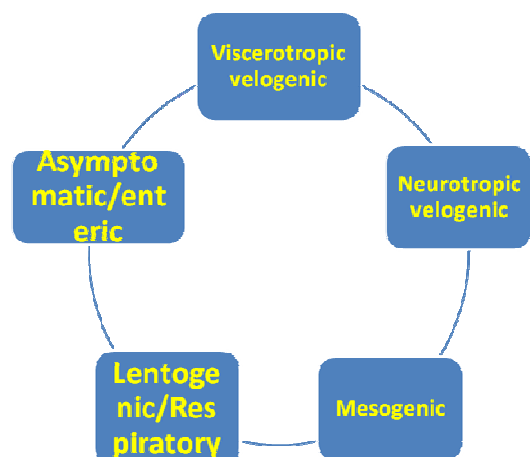 Viscerotropic
velogenic
Neurotropic
velogenic
Mesogenic
Lentoge
nic/Res
piratory
Asympto
matic/ent
eric